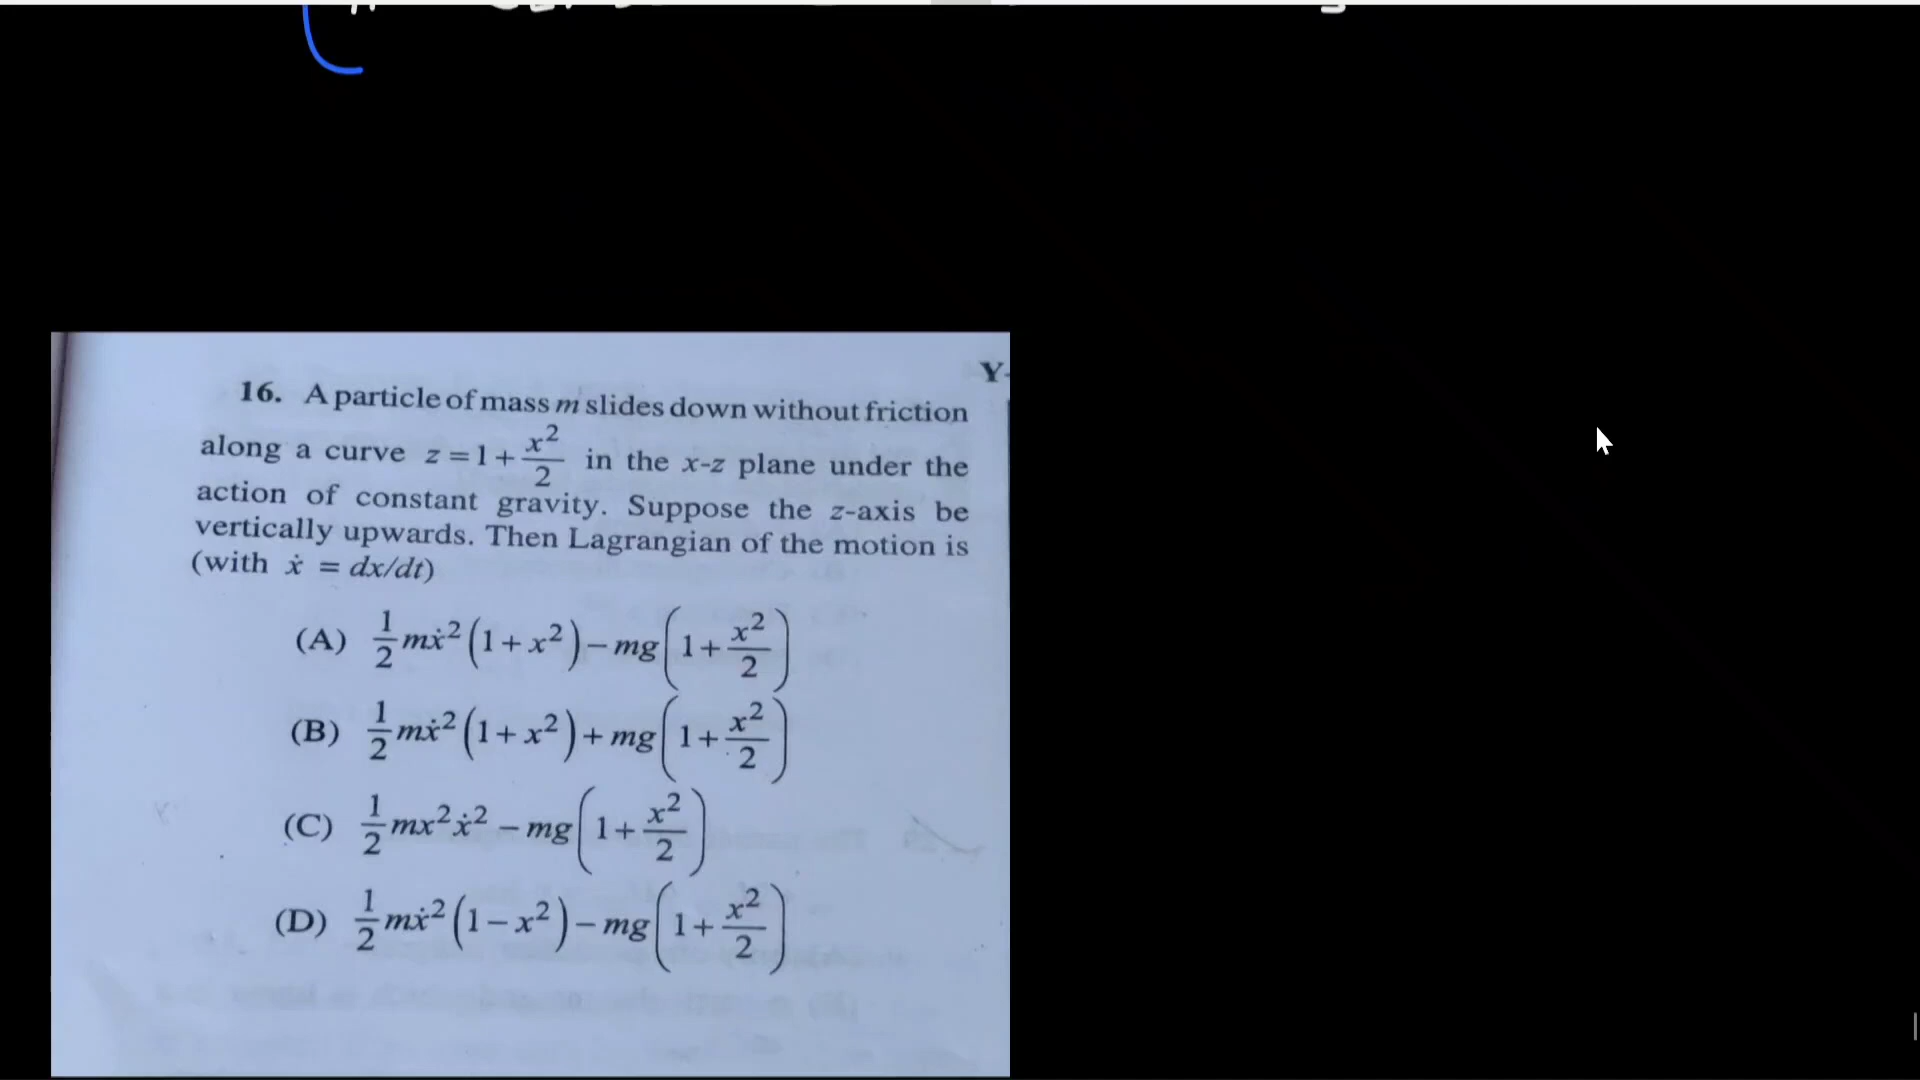 Y-
16. A particle of mass m slides down without friction
along a curve z = 1 + x²/2 in the x-z plane under the
action of constant gravity. Suppose the z-axis be
vertically upwards. Then Lagrangian of the motion is
(with ẋ = dx/dt)
(A) 1/2 mẋ² (1 + x²) − mg (1 + x²/2)
(B) 1/2 mẋ² (1 + x²) + mg (1 + x²/2)
(C) 1/2 mx²ẋ² − mg (1 + x²/2)
(D) 1/2 mẋ² (1 − x²) − mg (1 + x²/2)